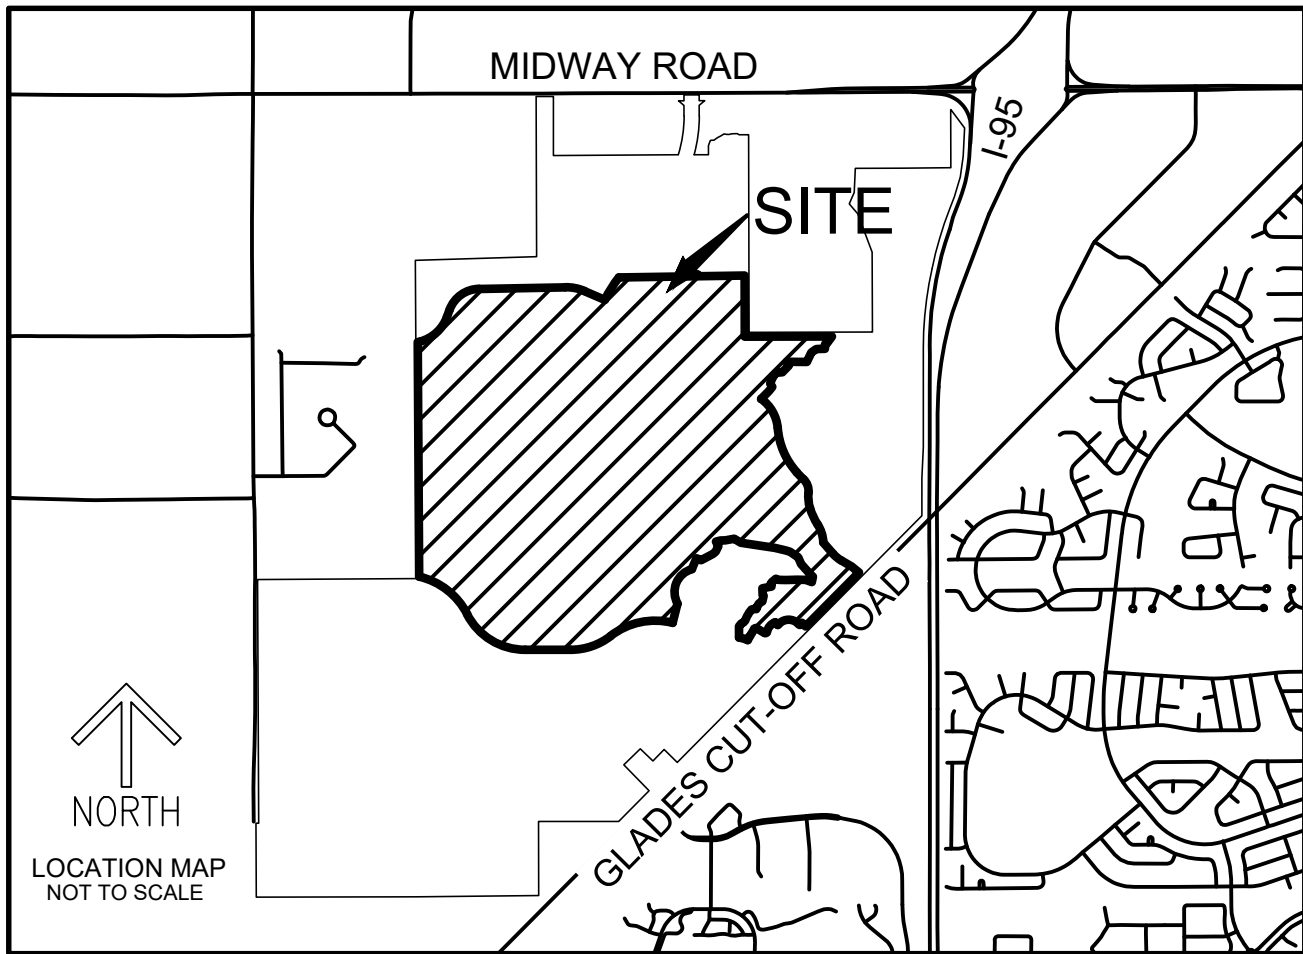 MIDWAY ROAD
I-95
SITE
GLADES CUT-OFF ROAD
NORTH
LOCATION MAP
NOT TO SCALE